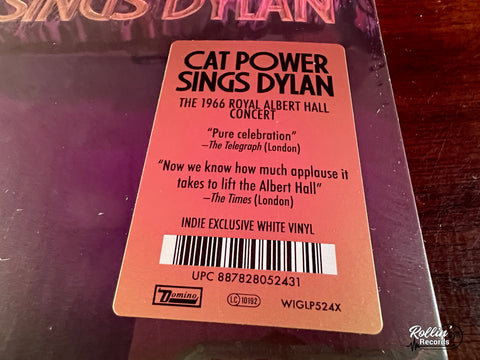 SINGS DYLAN
CAT POWER
SINGS DYLAN
THE 1966 ROYAL ALBERT HALL
CONCERT
“Pure celebration”
–The Telegraph (London)
“Now we know how much applause it
takes to lift the Albert Hall”
–The Times (London)
INDIE EXCLUSIVE WHITE VINYL
UPC 887828052431
Domino
LC 10192
WIGLP524X
Rollin'
Records